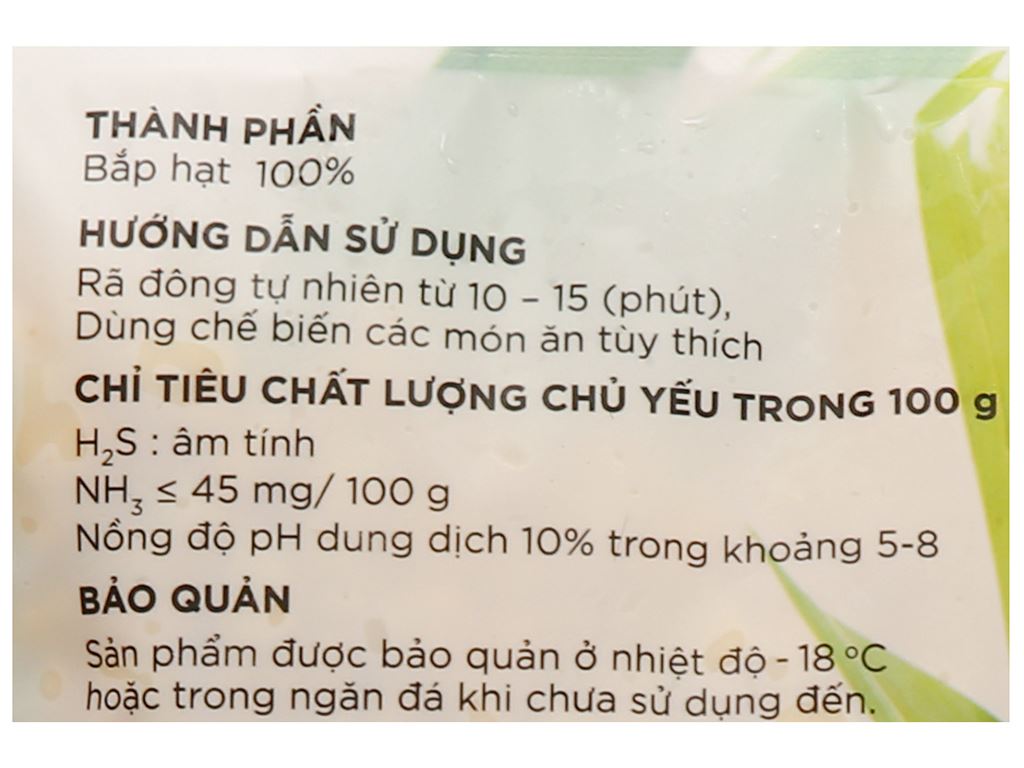 THÀNH PHẦN
Bắp hạt 100%
HƯỚNG DẪN SỬ DỤNG
Rã đông tự nhiên từ 10 – 15 (phút),
Dùng chế biến các món ăn tùy thích
CHỈ TIÊU CHẤT LƯỢNG CHỦ YẾU TRONG 100 g
H₂S : âm tính
NH₃ ≤ 45 mg/ 100 g
Nồng độ pH dung dịch 10% trong khoảng 5-8
BẢO QUẢN
Sản phẩm được bảo quản ở nhiệt độ - 18 °C
hoặc trong ngăn đá khi chưa sử dụng đến.